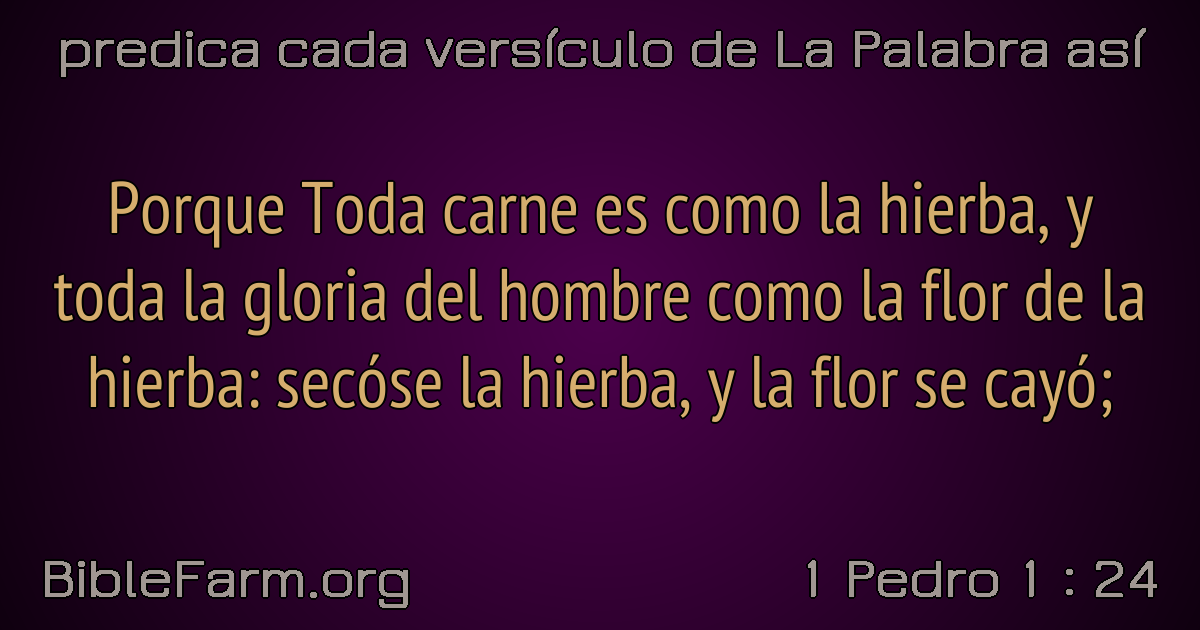 predica cada versículo de La Palabra así
Porque Toda carne es como la hierba, y
toda la gloria del hombre como la flor de la
hierba: secóse la hierba, y la flor se cayó;
BibleFarm.org
1 Pedro 1 : 24